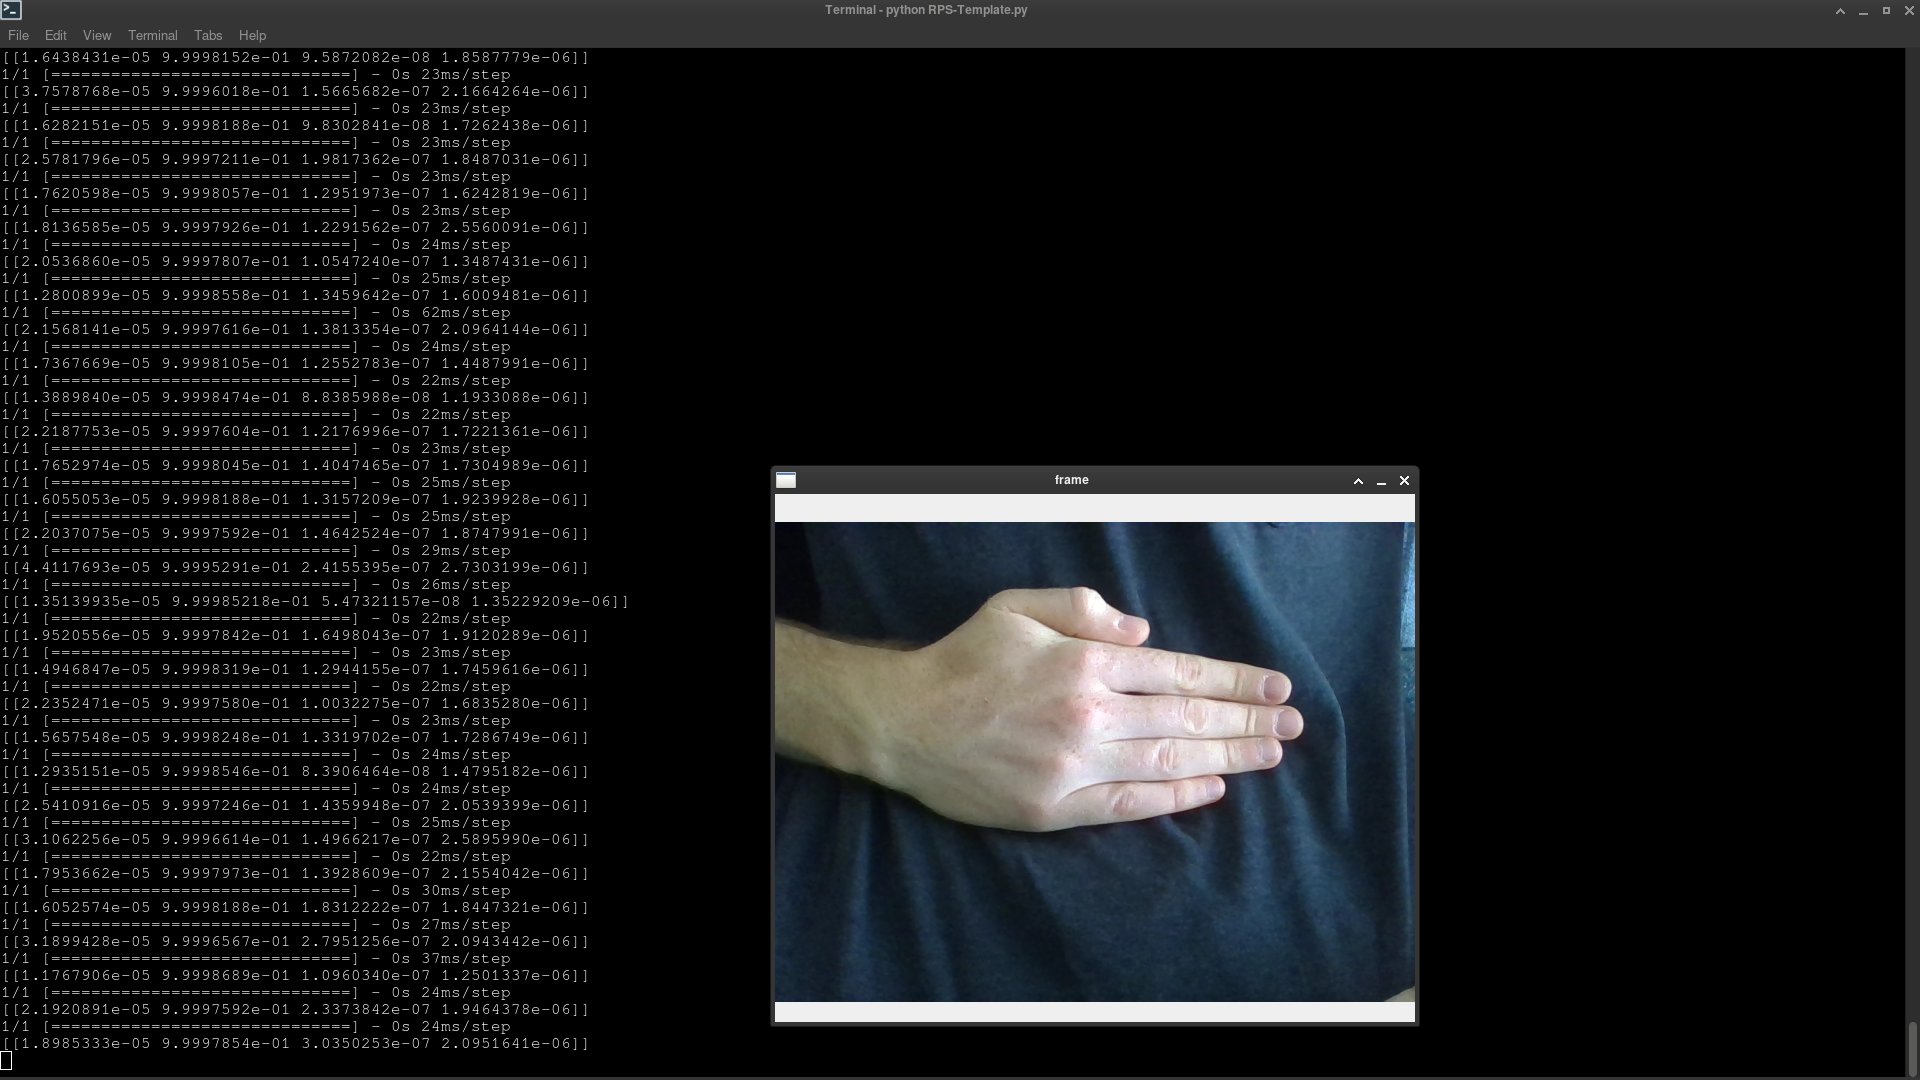 Terminal - python RPS-Template.py
File Edit View Terminal Tabs Help
[[1.6438431e-05 9.9998152e-01 9.5872082e-08 1.8587779e-06]]
1/1 [==============================] - 0s 23ms/step
[[3.7578768e-05 9.9996018e-01 1.5665682e-07 2.1664264e-06]]
1/1 [==============================] - 0s 23ms/step
[[1.6282151e-05 9.9998188e-01 9.8302841e-08 1.7262438e-06]]
1/1 [==============================] - 0s 23ms/step
[[2.5781796e-05 9.9997211e-01 1.9817362e-07 1.8487031e-06]]
1/1 [==============================] - 0s 23ms/step
[[1.7620598e-05 9.9998057e-01 1.2951973e-07 1.6242819e-06]]
1/1 [==============================] - 0s 23ms/step
[[1.8136585e-05 9.9997926e-01 1.2291562e-07 2.5560091e-06]]
1/1 [==============================] - 0s 24ms/step
[[2.0536860e-05 9.9997807e-01 1.0547240e-07 1.3487431e-06]]
1/1 [==============================] - 0s 25ms/step
[[1.2800899e-05 9.9998558e-01 1.3459642e-07 1.6009481e-06]]
1/1 [==============================] - 0s 62ms/step
[[2.1568141e-05 9.9997616e-01 1.3813354e-07 2.0964144e-06]]
1/1 [==============================] - 0s 24ms/step
[[1.7367669e-05 9.9998105e-01 1.2552783e-07 1.4487991e-06]]
1/1 [==============================] - 0s 22ms/step
[[1.3889840e-05 9.9998474e-01 8.8385988e-08 1.1933088e-06]]
1/1 [==============================] - 0s 22ms/step
[[2.2187753e-05 9.9997604e-01 1.2176996e-07 1.7221361e-06]]
1/1 [==============================] - 0s 23ms/step
[[1.7652974e-05 9.9998045e-01 1.4047465e-07 1.7304989e-06]]
1/1 [==============================] - 0s 25ms/step
[[1.6055053e-05 9.9998188e-01 1.3157209e-07 1.9239928e-06]]
1/1 [==============================] - 0s 25ms/step
[[2.2037075e-05 9.9997592e-01 1.4642524e-07 1.8747991e-06]]
1/1 [==============================] - 0s 29ms/step
[[4.4117693e-05 9.9995291e-01 2.4155395e-07 2.7303199e-06]]
1/1 [==============================] - 0s 26ms/step
[[1.35139935e-05 9.99985218e-01 5.47321157e-08 1.35229209e-06]]
1/1 [==============================] - 0s 22ms/step
[[1.9520556e-05 9.9997842e-01 1.6498043e-07 1.9120289e-06]]
1/1 [==============================] - 0s 23ms/step
[[1.4946847e-05 9.9998319e-01 1.2944155e-07 1.7459616e-06]]
1/1 [==============================] - 0s 22ms/step
[[2.2352471e-05 9.9997580e-01 1.0032275e-07 1.6835280e-06]]
1/1 [==============================] - 0s 23ms/step
[[1.5657548e-05 9.9998248e-01 1.3319702e-07 1.7286749e-06]]
1/1 [==============================] - 0s 24ms/step
[[1.2935151e-05 9.9998546e-01 8.3906464e-08 1.4795182e-06]]
1/1 [==============================] - 0s 24ms/step
[[2.5410916e-05 9.9997246e-01 1.4359948e-07 2.0539399e-06]]
1/1 [==============================] - 0s 25ms/step
[[3.1062256e-05 9.9996614e-01 1.4966217e-07 2.5895990e-06]]
1/1 [==============================] - 0s 22ms/step
[[1.7953662e-05 9.9997973e-01 1.3928609e-07 2.1554042e-06]]
1/1 [==============================] - 0s 30ms/step
[[1.6052574e-05 9.9998188e-01 1.8312222e-07 1.8447321e-06]]
1/1 [==============================] - 0s 27ms/step
[[3.1899428e-05 9.9996567e-01 2.7951256e-07 2.0943442e-06]]
1/1 [==============================] - 0s 37ms/step
[[1.1767906e-05 9.9998689e-01 1.0960340e-07 1.2501337e-06]]
1/1 [==============================] - 0s 24ms/step
[[2.1920891e-05 9.9997592e-01 2.3373842e-07 1.9464378e-06]]
1/1 [==============================] - 0s 24ms/step
[[1.8985333e-05 9.9997854e-01 3.0350253e-07 2.0951641e-06]]
frame